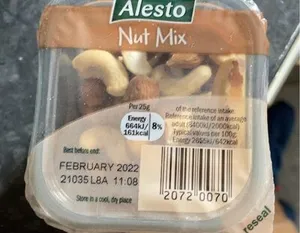 Alesto
Nut Mix
Per 25g
Energy
664kJ/
161kcal
8%
of the reference intake*
*Reference intake of an average
adult (8400kJ/2000kcal)
Typical values per 100g:
Energy 2665kJ/642kcal
Best before end:
FEBRUARY 2022
21035 L8A 11:08
Store in a cool, dry place
2072 0070
reseal